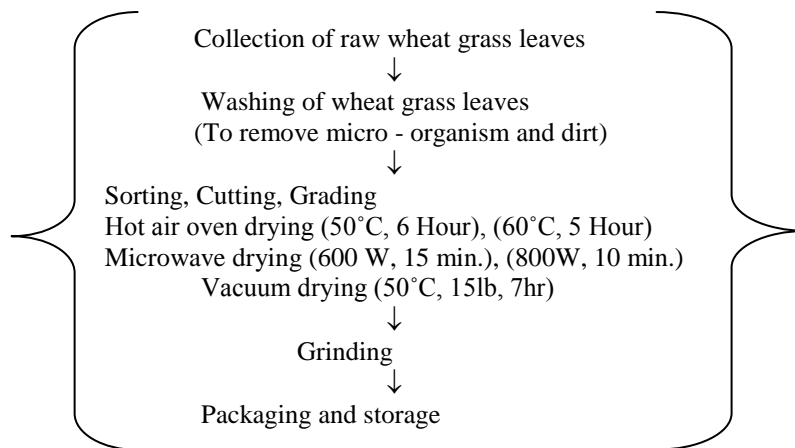 Collection of raw wheat grass leaves
↓
Washing of wheat grass leaves
(To remove micro - organism and dirt)
↓
Sorting, Cutting, Grading
Hot air oven drying (50˚C, 6 Hour), (60˚C, 5 Hour)
Microwave drying (600 W, 15 min.), (800W, 10 min.)
Vacuum drying (50˚C, 15lb, 7hr)
↓
Grinding
↓
Packaging and storage